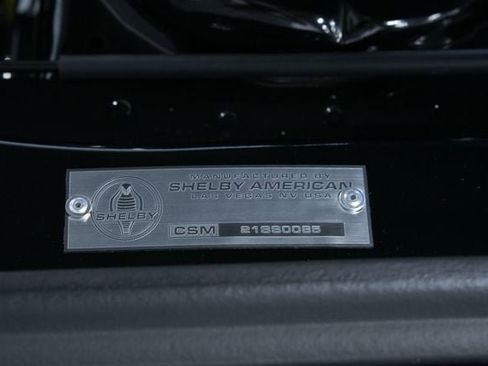 MANUFACTURED BY
SHELBY AMERICAN
LAS VEGAS NV USA
SHELBY
CSM